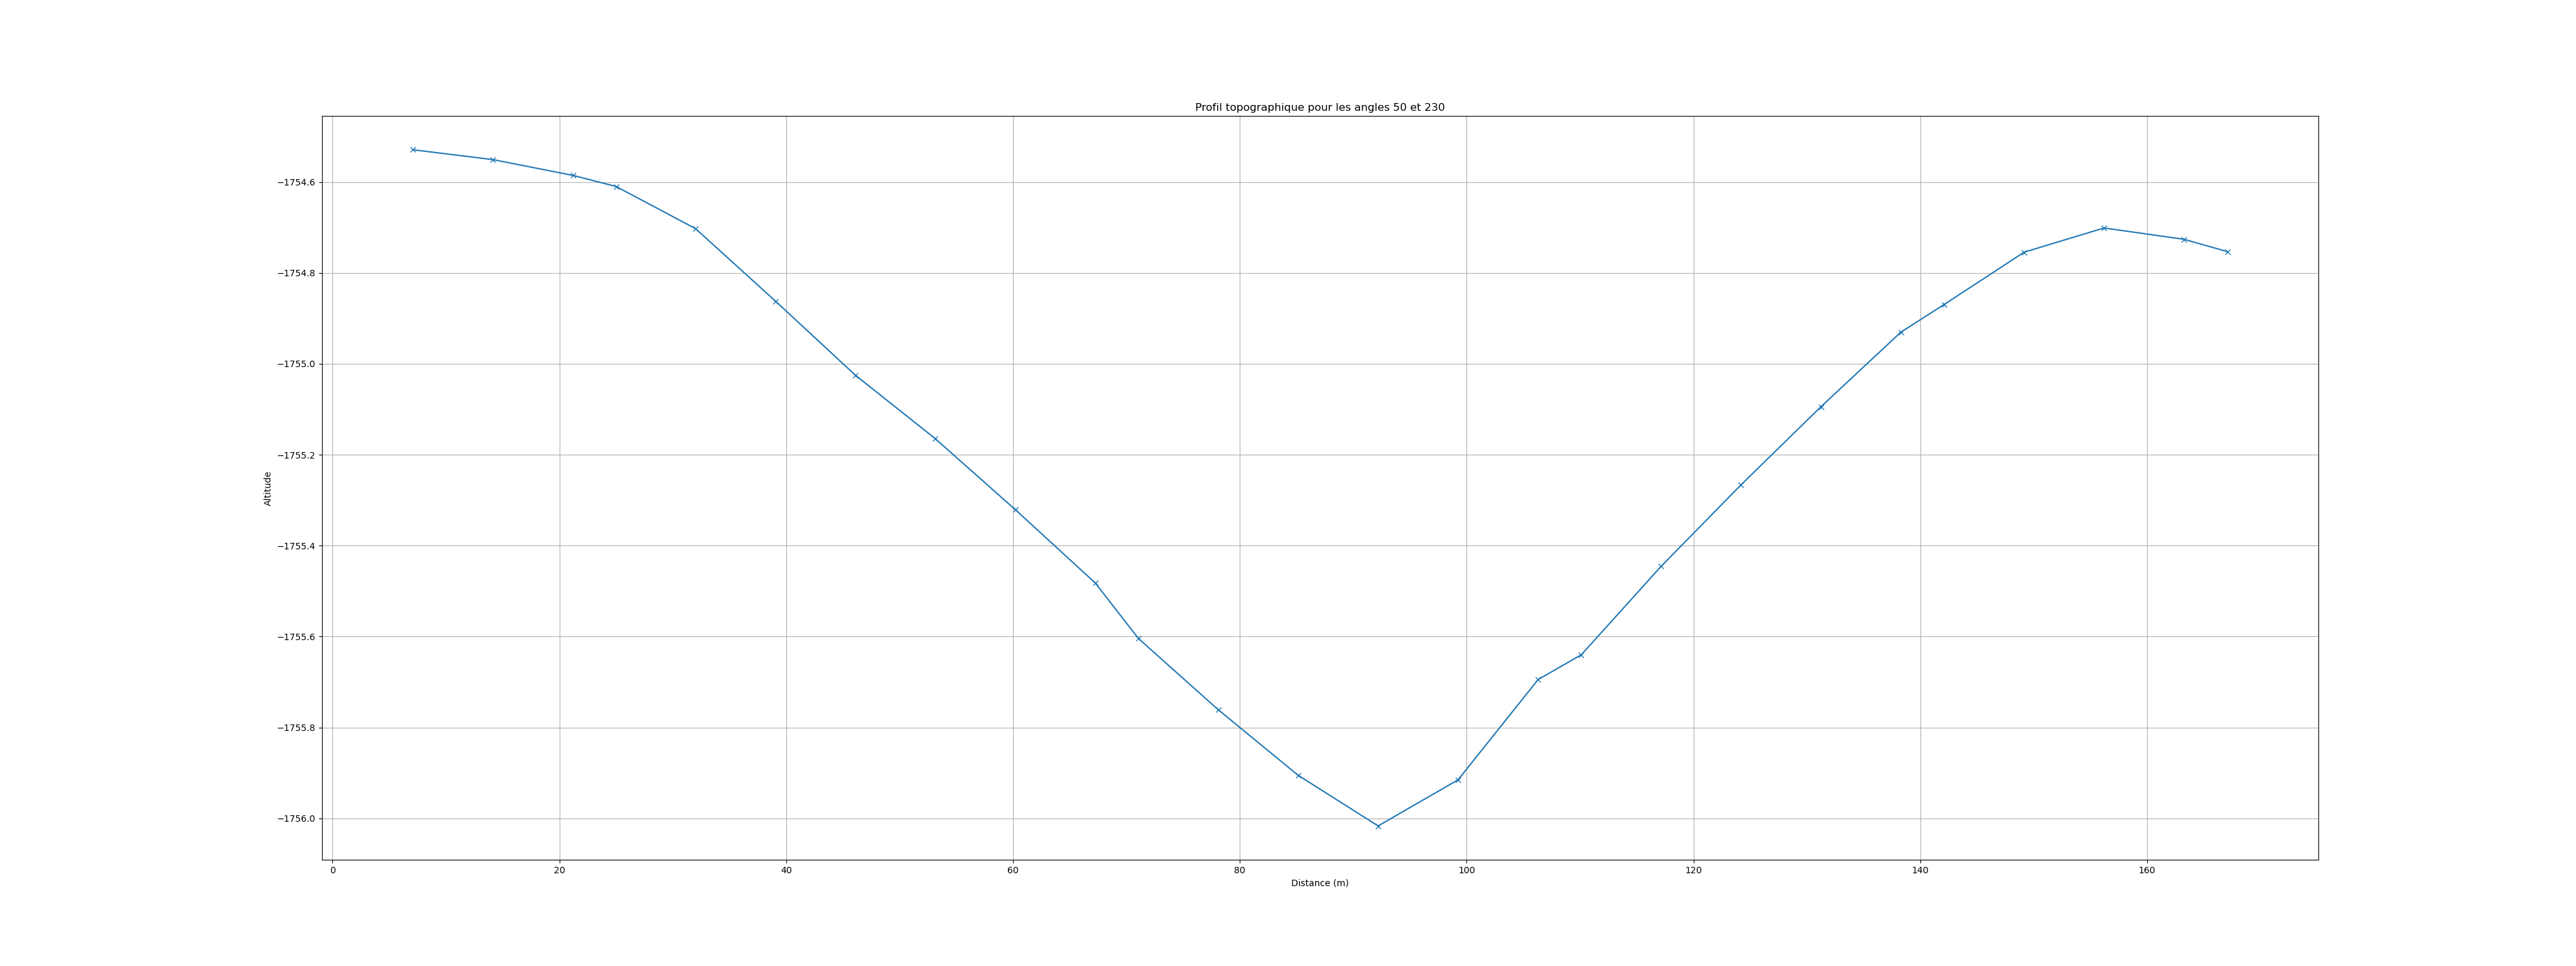 Profil topographique pour les angles 50 et 230
−1754.6
−1754.8
−1755.0
−1755.2
−1755.4
−1755.6
−1755.8
−1756.0
Altitude
0 20 40 60 80 100 120 140 160
Distance (m)